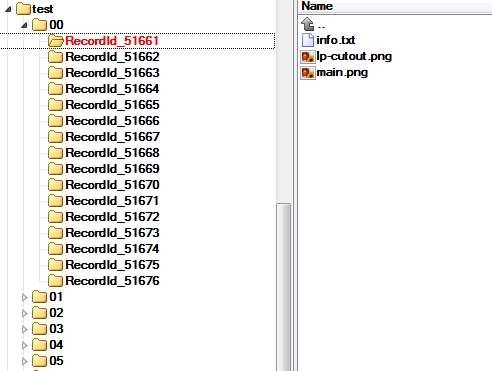 test
00
RecordId_51661
RecordId_51662
RecordId_51663
RecordId_51664
RecordId_51665
RecordId_51666
RecordId_51667
RecordId_51668
RecordId_51669
RecordId_51670
RecordId_51671
RecordId_51672
RecordId_51673
RecordId_51674
RecordId_51675
RecordId_51676
01
02
03
04
05
Name
..
info.txt
lp-cutout.png
main.png